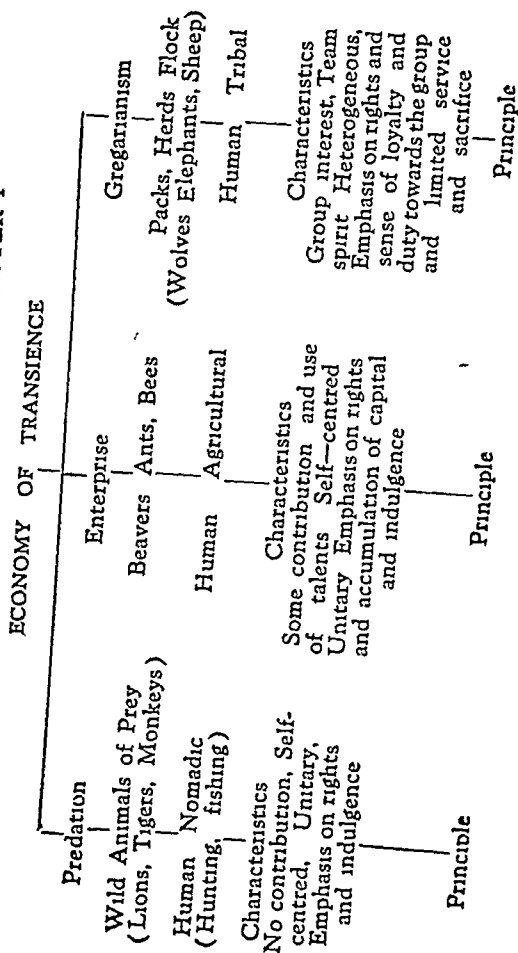 ECONOMY OF TRANSIENCE
Predation
Wild Animals of Prey
(Lions, Tigers, Monkeys)
Human Nomadic
(Hunting, fishing)
Characteristics
No contribution, Self-
centred, Unitary,
Emphasis on rights
and indulgence
Principle
Enterprise
Beavers Ants, Bees
Human Agricultural
Characteristics
Some contribution and use
of talents Self—centred
Unitary Emphasis on rights
and accumulation of capital
and indulgence
Principle
Gregarianism
Packs, Herds Flock
(Wolves Elephants, Sheep)
Human Tribal
Characteristics
Group interest, Team
spirit Heterogeneous,
Emphasis on rights and
sense of loyalty and
duty towards the group
and limited service
and sacrifice
Principle